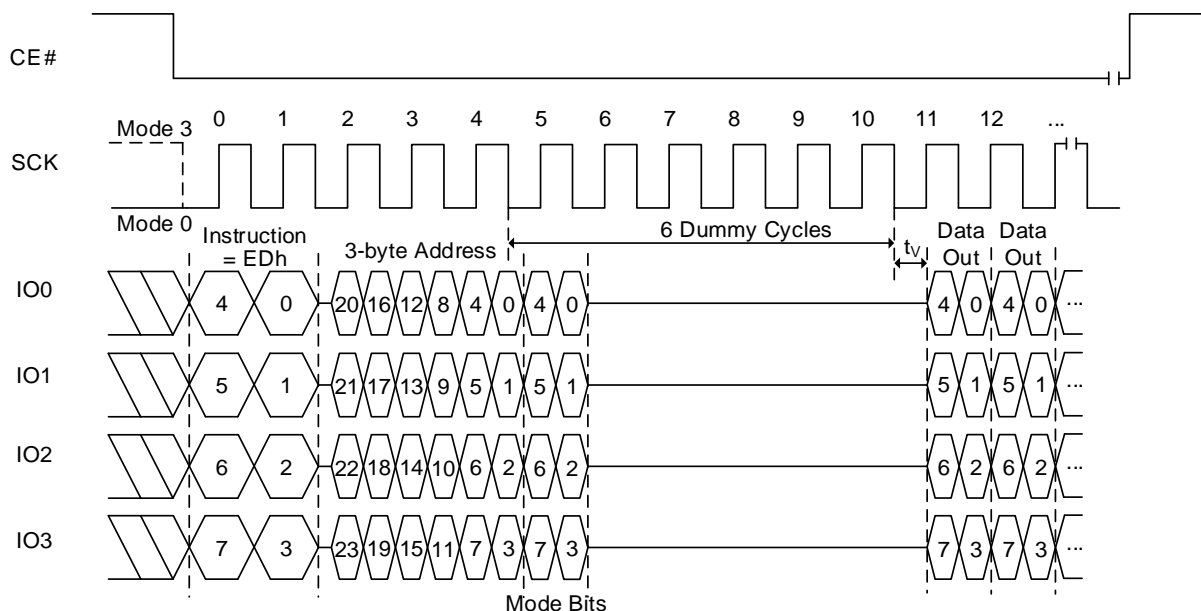 CE#
0 1 2 3 4 5 6 7 8 9 10 11 12 ...
Mode 3
SCK
Mode 0
Instruction
= EDh
3-byte Address
6 Dummy Cycles
tV
Data
Out
Data
Out
IO0 4 0 20 16 12 8 4 0 4 0 4 0 4 0 ...
IO1 5 1 21 17 13 9 5 1 5 1 5 1 5 1 ...
IO2 6 2 22 18 14 10 6 2 6 2 6 2 6 2 ...
IO3 7 3 23 19 15 11 7 3 7 3 7 3 7 3 ...
Mode Bits